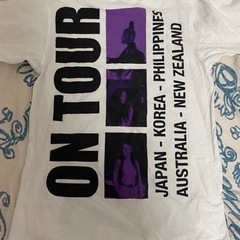 ON TOUR
JAPAN - KOREA - PHILIPPINES
AUSTRALIA - NEW ZEALAND